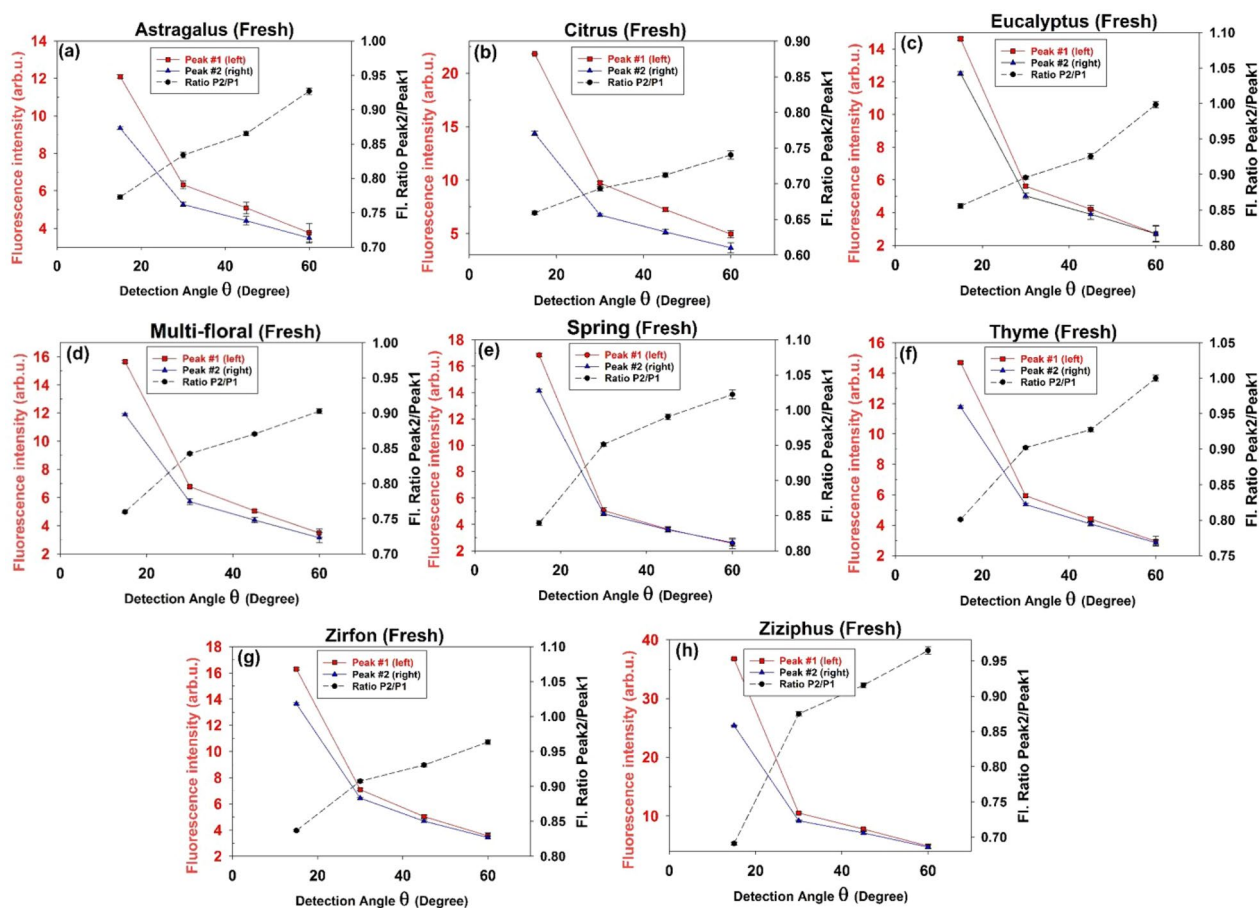 Astragalus (Fresh)
(a)
Peak #1 (left)
Peak #2 (right)
Ratio P2/P1
Fluorescence intensity (arb.u.)
14
12
10
8
6
4
1.00
0.95
0.90
0.85
0.80
0.75
0.70
Fl. Ratio Peak2/Peak1
0 20 40 60
Detection Angle θ (Degree)
Citrus (Fresh)
(b)
Peak #1 (left)
Peak #2 (right)
Ratio P2/P1
Fluorescence intensity (arb.u.)
20
15
10
5
0.90
0.85
0.80
0.75
0.70
0.65
0.60
Fl. Ratio Peak2/Peak1
0 20 40 60
Detection Angle θ (Degree)
Eucalyptus (Fresh)
(c)
Peak #1 (left)
Peak #2 (right)
Ratio P2/P1
Fluorescence intensity (arb.u.)
14
12
10
8
6
4
2
1.10
1.05
1.00
0.95
0.90
0.85
0.80
Fl. Ratio Peak2/Peak1
0 20 40 60
Detection Angle θ (Degree)
Multi-floral (Fresh)
(d)
Peak #1 (left)
Peak #2 (right)
Ratio P2/P1
Fluorescence intensity (arb.u.)
16
14
12
10
8
6
4
2
1.00
0.95
0.90
0.85
0.80
0.75
0.70
Fl. Ratio Peak2/Peak1
0 20 40 60
Detection Angle θ (Degree)
Spring (Fresh)
(e)
Peak #1 (left)
Peak #2 (right)
Ratio P2/P1
Fluorescence intensity (arb.u.)
18
16
14
12
10
8
6
4
2
1.10
1.05
1.00
0.95
0.90
0.85
0.80
Fl. Ratio Peak2/Peak1
0 20 40 60
Detection Angle θ (Degree)
Thyme (Fresh)
(f)
Peak #1 (left)
Peak #2 (right)
Ratio P2/P1
Fluorescence intensity (arb.u.)
16
14
12
10
8
6
4
2
1.05
1.00
0.95
0.90
0.85
0.80
0.75
Fl. Ratio Peak2/Peak1
0 20 40 60
Detection Angle θ (Degree)
Zirfon (Fresh)
(g)
Peak #1 (left)
Peak #2 (right)
Ratio P2/P1
Fluorescence intensity (arb.u.)
18
16
14
12
10
8
6
4
2
1.10
1.05
1.00
0.95
0.90
0.85
0.80
Fl. Ratio Peak2/Peak1
0 20 40 60
Detection Angle θ (Degree)
Ziziphus (Fresh)
(h)
Peak #1 (left)
Peak #2 (right)
Ratio P2/P1
Fluorescence intensity (arb.u.)
40
30
20
10
0.95
0.90
0.85
0.80
0.75
0.70
Fl. Ratio Peak2/Peak1
0 20 40 60
Detection Angle θ (Degree)